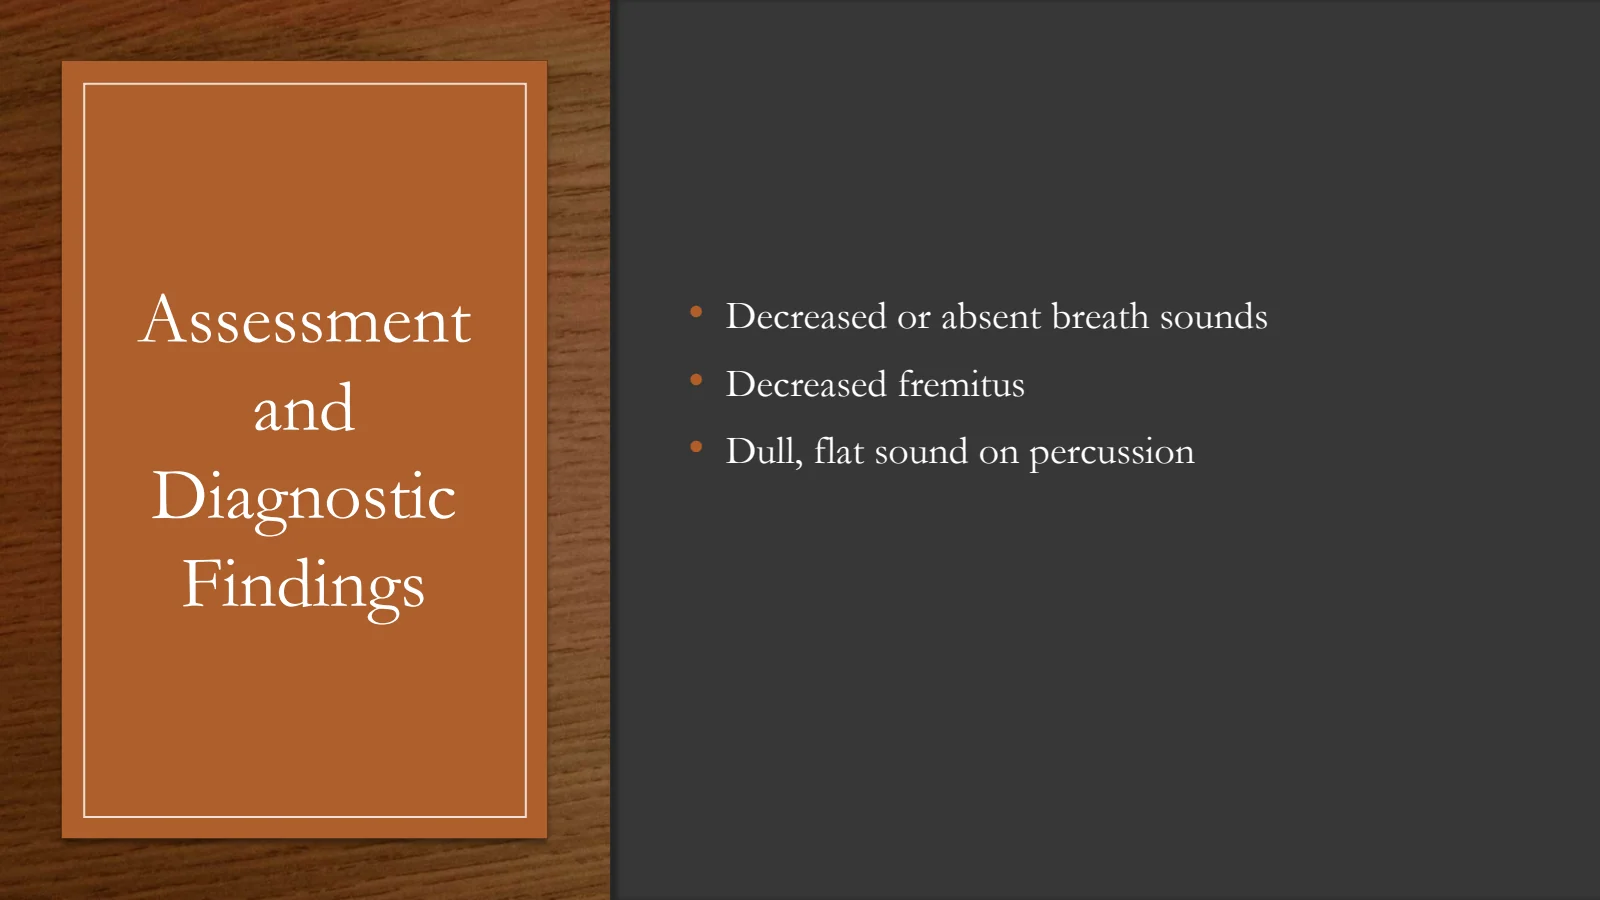 Assessment
and
Diagnostic
Findings
• Decreased or absent breath sounds
• Decreased fremitus
• Dull, flat sound on percussion